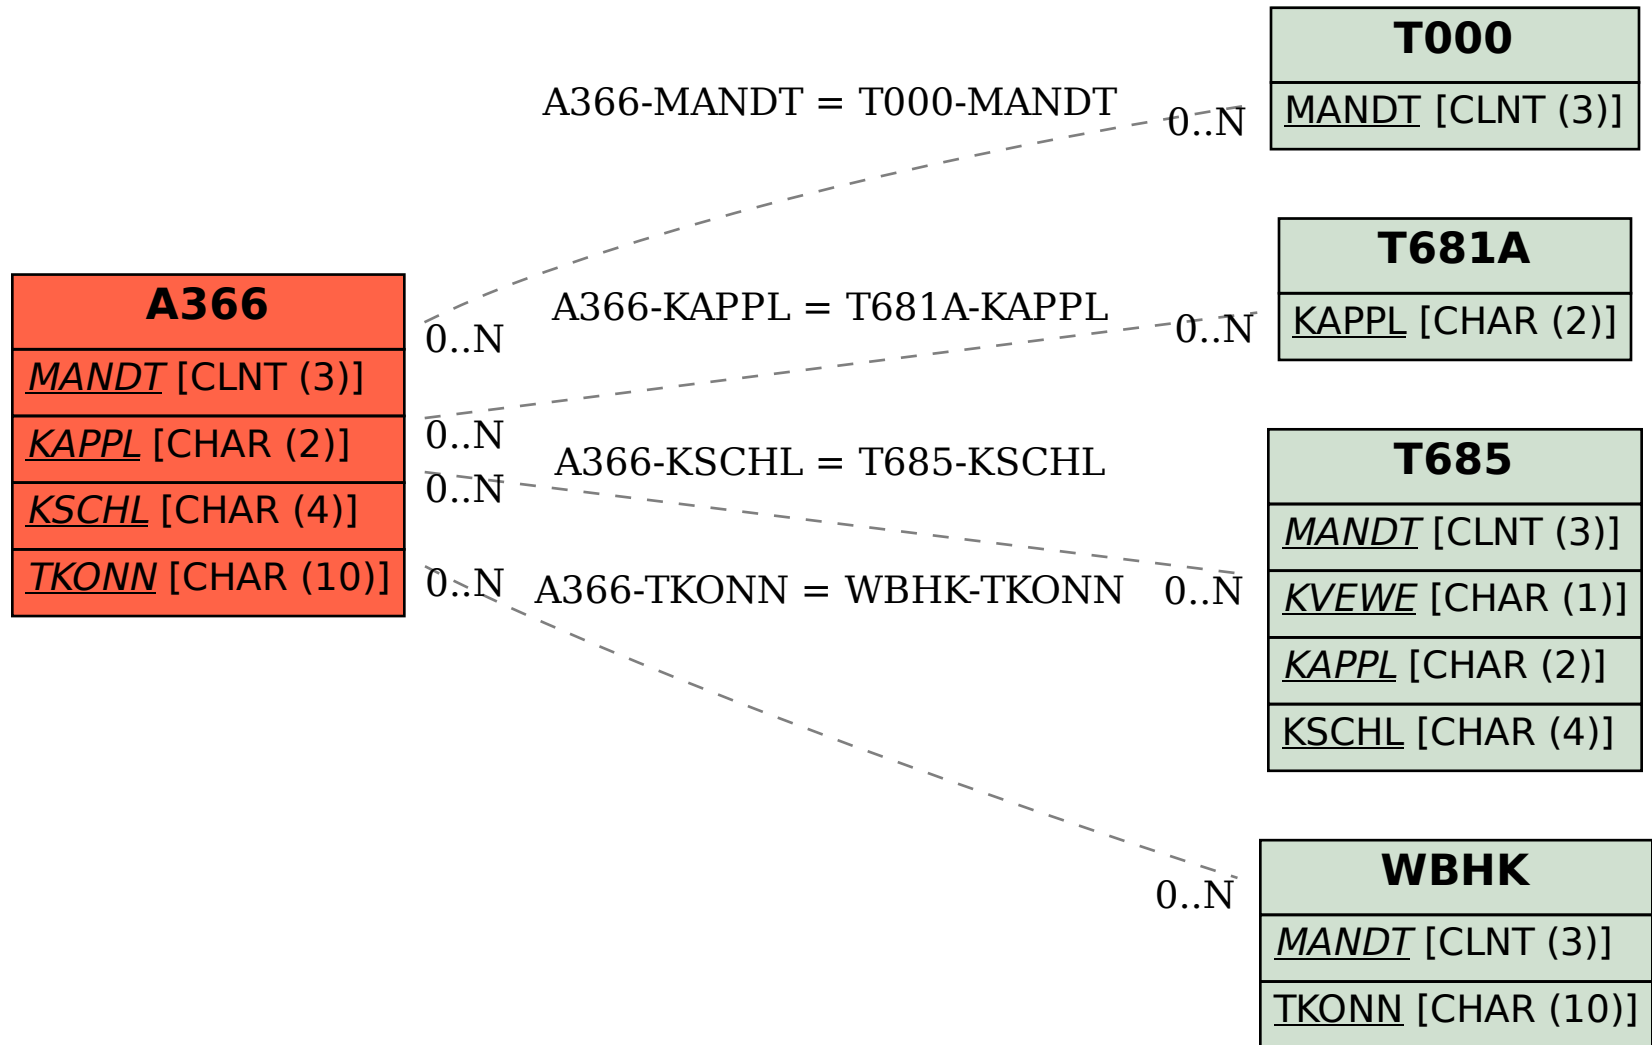 T000
MANDT [CLNT (3)]
A366-MANDT = T000-MANDT
0..N
0..N
T681A
KAPPL [CHAR (2)]
A366-KAPPL = T681A-KAPPL
0..N
0..N
A366
MANDT [CLNT (3)]
KAPPL [CHAR (2)]
KSCHL [CHAR (4)]
TKONN [CHAR (10)]
A366-KSCHL = T685-KSCHL
0..N
0..N
T685
MANDT [CLNT (3)]
KVEWE [CHAR (1)]
KAPPL [CHAR (2)]
KSCHL [CHAR (4)]
A366-TKONN = WBHK-TKONN
0..N
0..N
WBHK
MANDT [CLNT (3)]
TKONN [CHAR (10)]